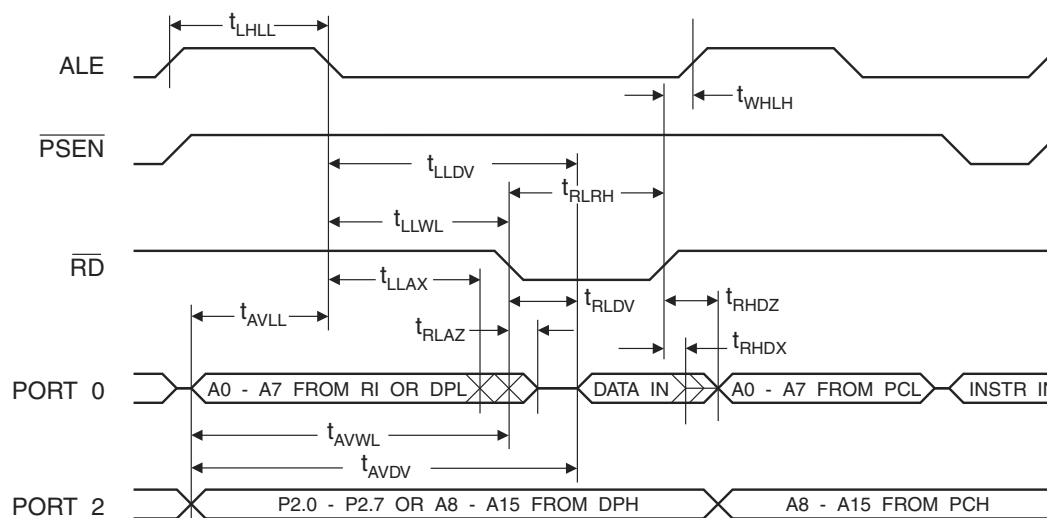 tLHLL
ALE
tWHLH
PSEN
tLLDV
tRLRH
tLLWL
RD
tLLAX
tRLDV
tRHDZ
tAVLL
tRLAZ
tRHDX
PORT 0
A0 - A7 FROM RI OR DPL
DATA IN
A0 - A7 FROM PCL
INSTR IN
tAVWL
tAVDV
PORT 2
P2.0 - P2.7 OR A8 - A15 FROM DPH
A8 - A15 FROM PCH